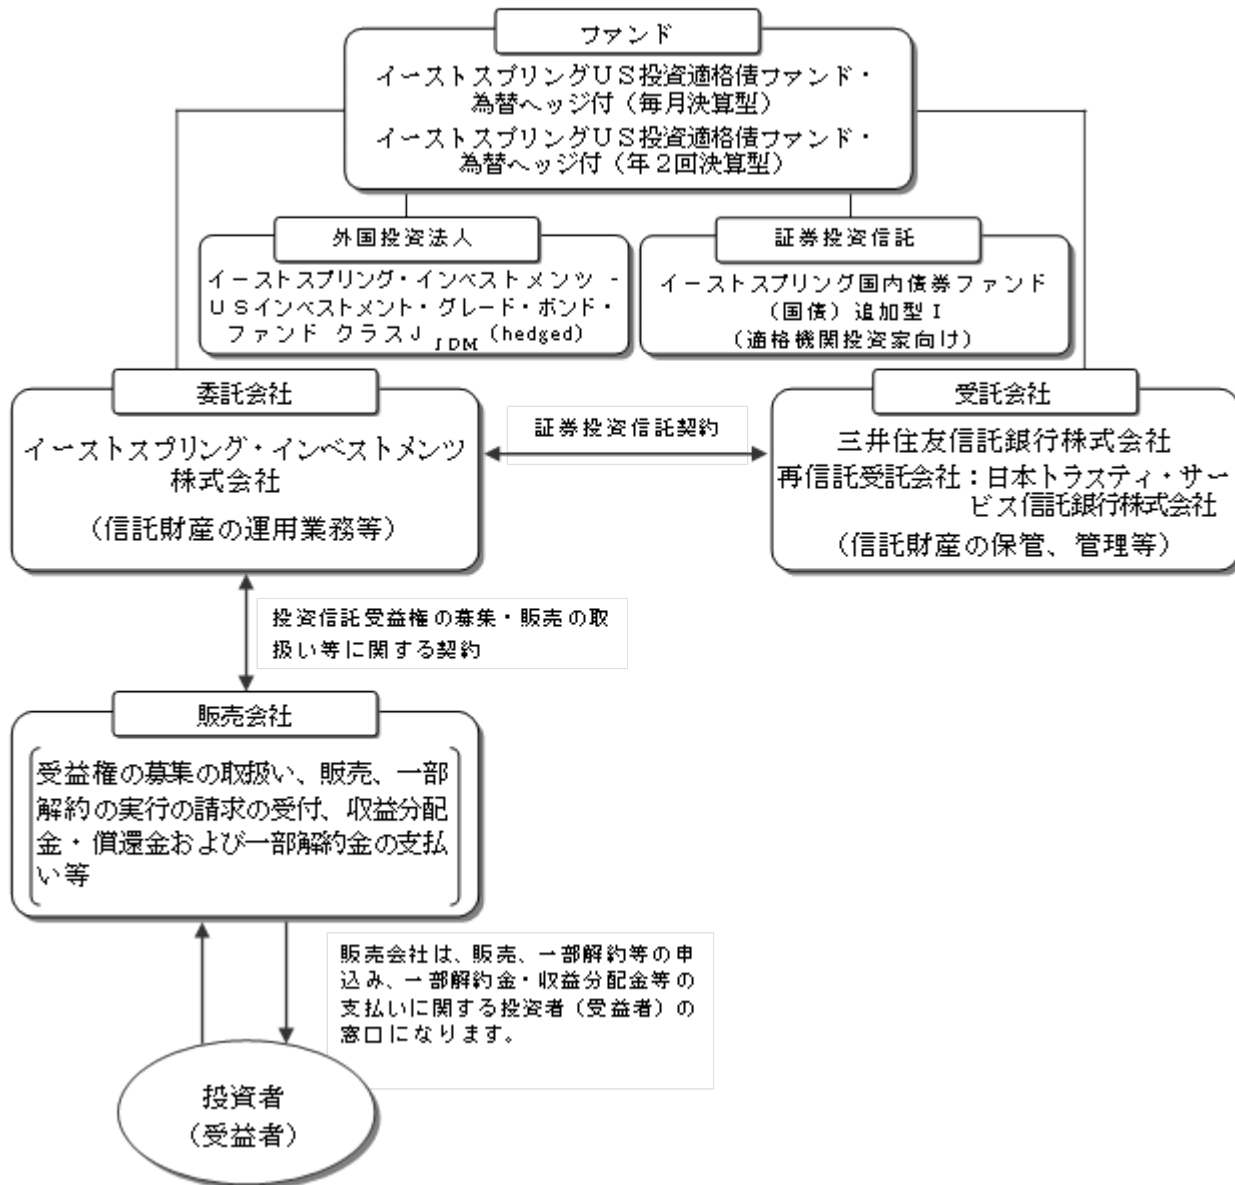 ファンド
イーストスプリングＵＳ投資適格債ファンド・
為替ヘッジ付（毎月決算型）
イーストスプリングＵＳ投資適格債ファンド・
為替ヘッジ付（年２回決算型）
外国投資法人
イーストスプリング・インベストメンツ -
ＵＳインベストメント・グレード・ボンド・
ファンド クラスＪ JDM (hedged)
証券投資信託
イーストスプリング国内債券ファンド
（国債）追加型Ｉ
（適格機関投資家向け）
委託会社
イーストスプリング・インベストメンツ
株式会社
（信託財産の運用業務等）
証券投資信託契約
受託会社
三井住友信託銀行株式会社
再信託受託会社：日本トラスティ・サー
ビス信託銀行株式会社
（信託財産の保管、管理等）
投資信託受益権の募集・販売の取
扱い等に関する契約
販売会社
受益権の募集の取扱い、販売、一部
解約の実行の請求の受付、収益分配
金・償還金および一部解約金の支払
い等
販売会社は、販売、一部解約等の申
込み、一部解約金・収益分配金等の
支払いに関する投資者（受益者）の
窓口になります。
投資者
（受益者）